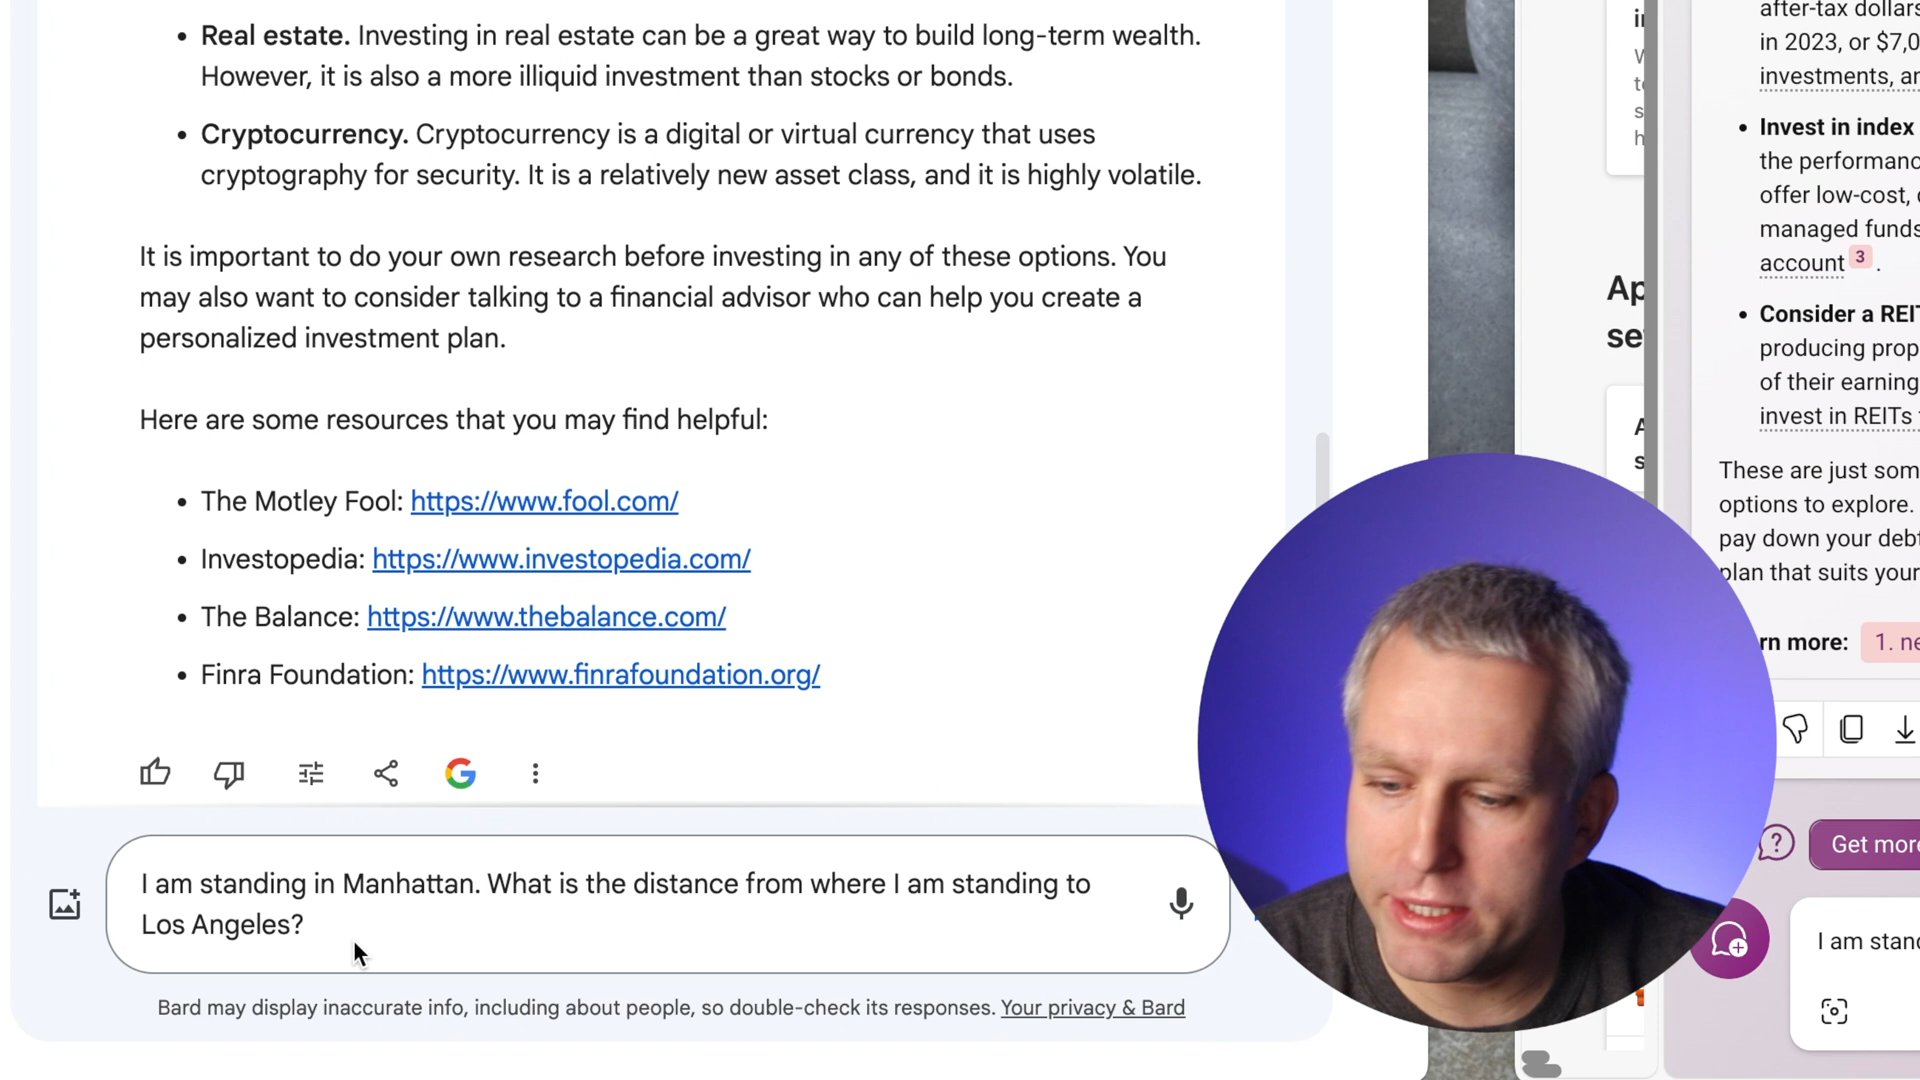 • Real estate. Investing in real estate can be a great way to build long-term wealth.
However, it is also a more illiquid investment than stocks or bonds.
• Cryptocurrency. Cryptocurrency is a digital or virtual currency that uses
cryptography for security. It is a relatively new asset class, and it is highly volatile.
It is important to do your own research before investing in any of these options. You
may also want to consider talking to a financial advisor who can help you create a
personalized investment plan.
Here are some resources that you may find helpful:
• The Motley Fool: https://www.fool.com/
• Investopedia: https://www.investopedia.com/
• The Balance: https://www.thebalance.com/
• Finra Foundation: https://www.finrafoundation.org/
I am standing in Manhattan. What is the distance from where I am standing to
Los Angeles?
Bard may display inaccurate info, including about people, so double-check its responses. Your privacy & Bard
Ap
se
after-tax dollars
in 2023, or $7,0
investments, an
• Invest in index
the performanc
offer low-cost,
managed funds
account 3 .
• Consider a REIT
producing prop
of their earning
invest in REITs
These are just som
options to explore.
pay down your debt
plan that suits your
rn more: 1. ne
Get more
I am stand